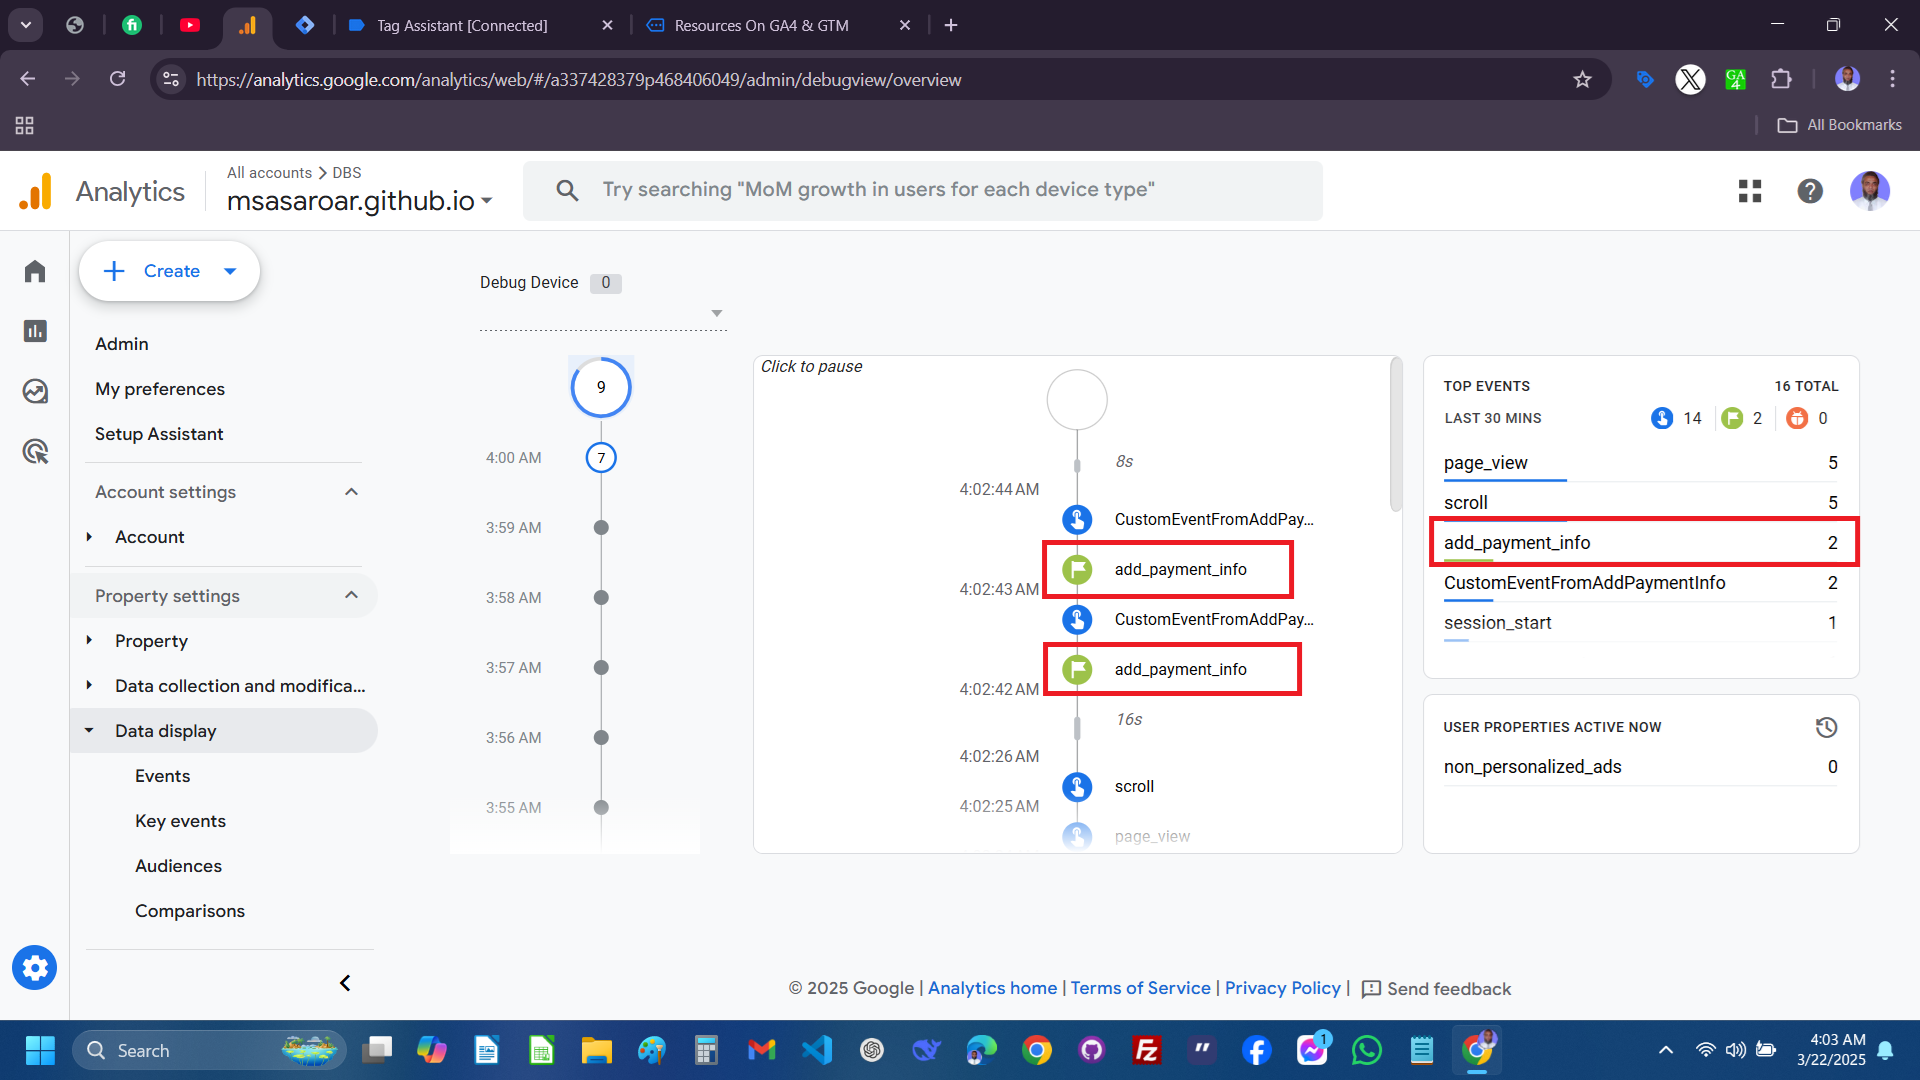 Tag Assistant [Connected]
Resources On GA4 & GTM
https://analytics.google.com/analytics/web/#/a337428379p468406049/admin/debugview/overview
GA
4
All Bookmarks
Analytics
All accounts > DBS
msasaroar.github.io
Try searching "MoM growth in users for each device type"
Create
Admin
My preferences
Setup Assistant
Account settings
Account
Property settings
Property
Data collection and modifica...
Data display
Events
Key events
Audiences
Comparisons
Debug Device 0
9
4:00 AM 7
3:59 AM
3:58 AM
3:57 AM
3:56 AM
3:55 AM
Click to pause
8s
4:02:44 AM
CustomEventFromAddPay...
add_payment_info
4:02:43 AM
CustomEventFromAddPay...
add_payment_info
4:02:42 AM
16s
4:02:26 AM
scroll
4:02:25 AM
page_view
TOP EVENTS 16 TOTAL
LAST 30 MINS 14 2 0
page_view 5
scroll 5
add_payment_info 2
CustomEventFromAddPaymentInfo 2
session_start 1
USER PROPERTIES ACTIVE NOW
non_personalized_ads 0
© 2025 Google | Analytics home | Terms of Service | Privacy Policy | Send feedback
Search
1
4:03 AM
3/22/2025